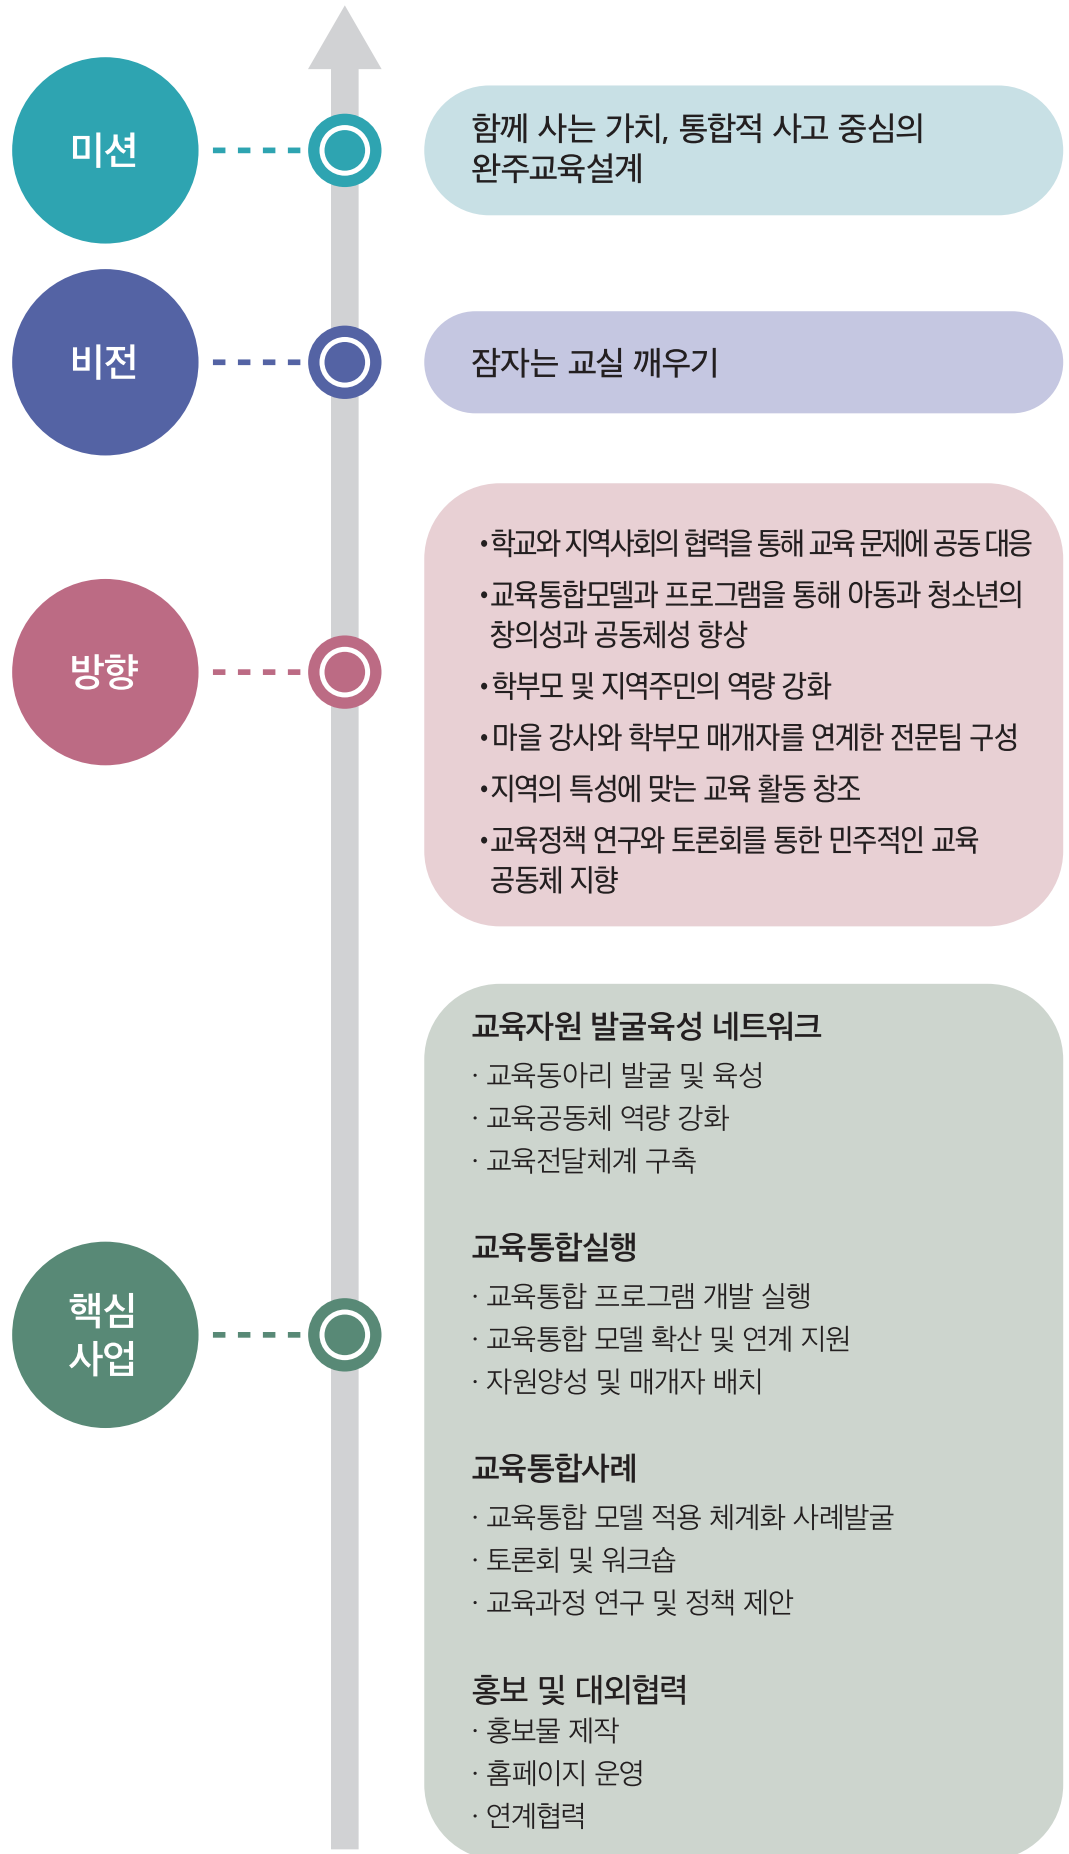 미션
함께 사는 가치, 통합적 사고 중심의
완주교육설계
비전
잠자는 교실 깨우기
방향
•학교와 지역사회의 협력을 통해 교육 문제에 공동 대응
•교육통합모델과 프로그램을 통해 아동과 청소년의
창의성과 공동체성 향상
•학부모 및 지역주민의 역량 강화
•마을 강사와 학부모 매개자를 연계한 전문팀 구성
•지역의 특성에 맞는 교육 활동 창조
•교육정책 연구와 토론회를 통한 민주적인 교육
공동체 지향
핵심
사업
교육자원 발굴육성 네트워크
· 교육동아리 발굴 및 육성
· 교육공동체 역량 강화
· 교육전달체계 구축
교육통합실행
· 교육통합 프로그램 개발 실행
· 교육통합 모델 확산 및 연계 지원
· 자원양성 및 매개자 배치
교육통합사례
· 교육통합 모델 적용 체계화 사례발굴
· 토론회 및 워크숍
· 교육과정 연구 및 정책 제안
홍보 및 대외협력
· 홍보물 제작
· 홈페이지 운영
· 연계협력